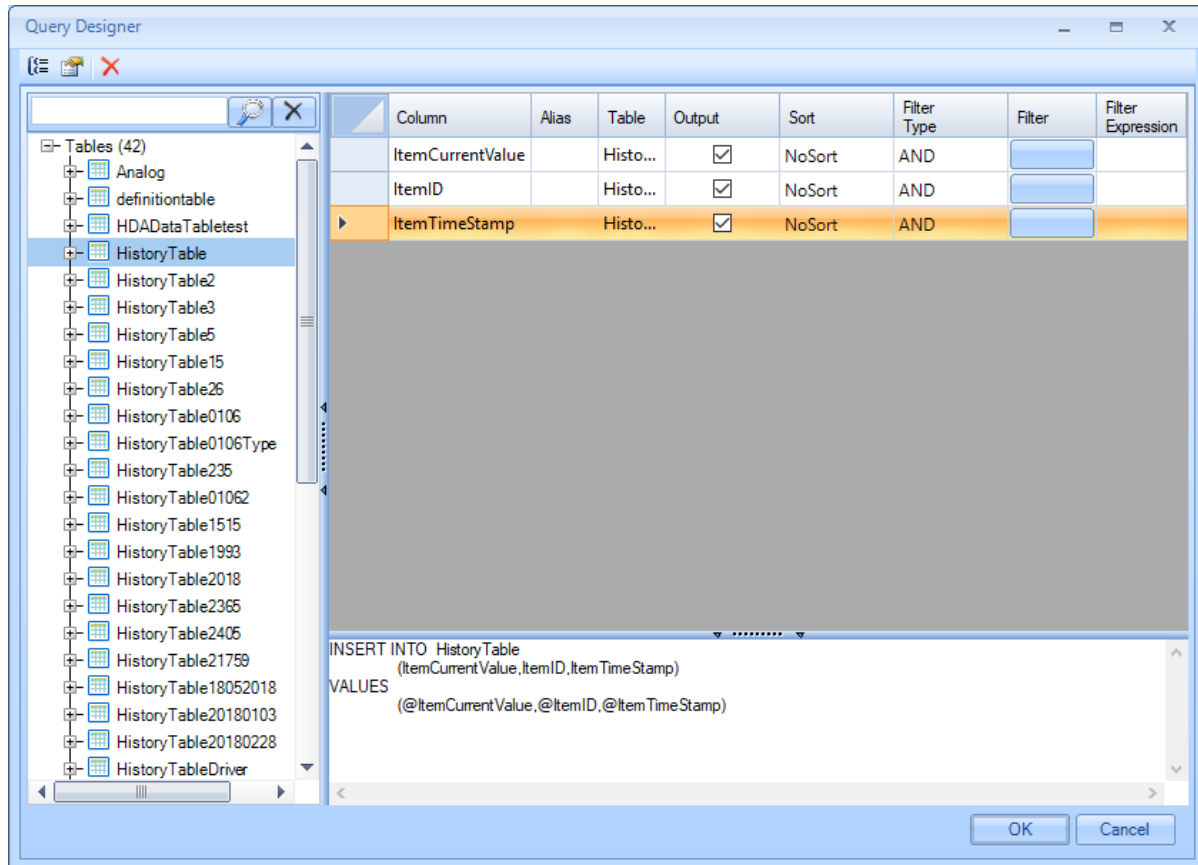 Query Designer
Column Alias Table Output Sort Filter Type Filter Filter Expression
ItemCurrentValue Histo... NoSort AND
ItemID Histo... NoSort AND
ItemTimeStamp Histo... NoSort AND
Tables (42)
Analog
definitiontable
HDADataTabletest
HistoryTable
HistoryTable2
HistoryTable3
HistoryTable5
HistoryTable15
HistoryTable26
HistoryTable0106
HistoryTable0106Type
HistoryTable235
HistoryTable01062
HistoryTable1515
HistoryTable1993
HistoryTable2018
HistoryTable2365
HistoryTable2405
HistoryTable21759
HistoryTable18052018
HistoryTable20180103
HistoryTable20180228
HistoryTableDriver
INSERT INTO HistoryTable
(ItemCurrentValue,ItemID,ItemTimeStamp)
VALUES
(@ItemCurrentValue,@ItemID,@ItemTimeStamp)
OK Cancel